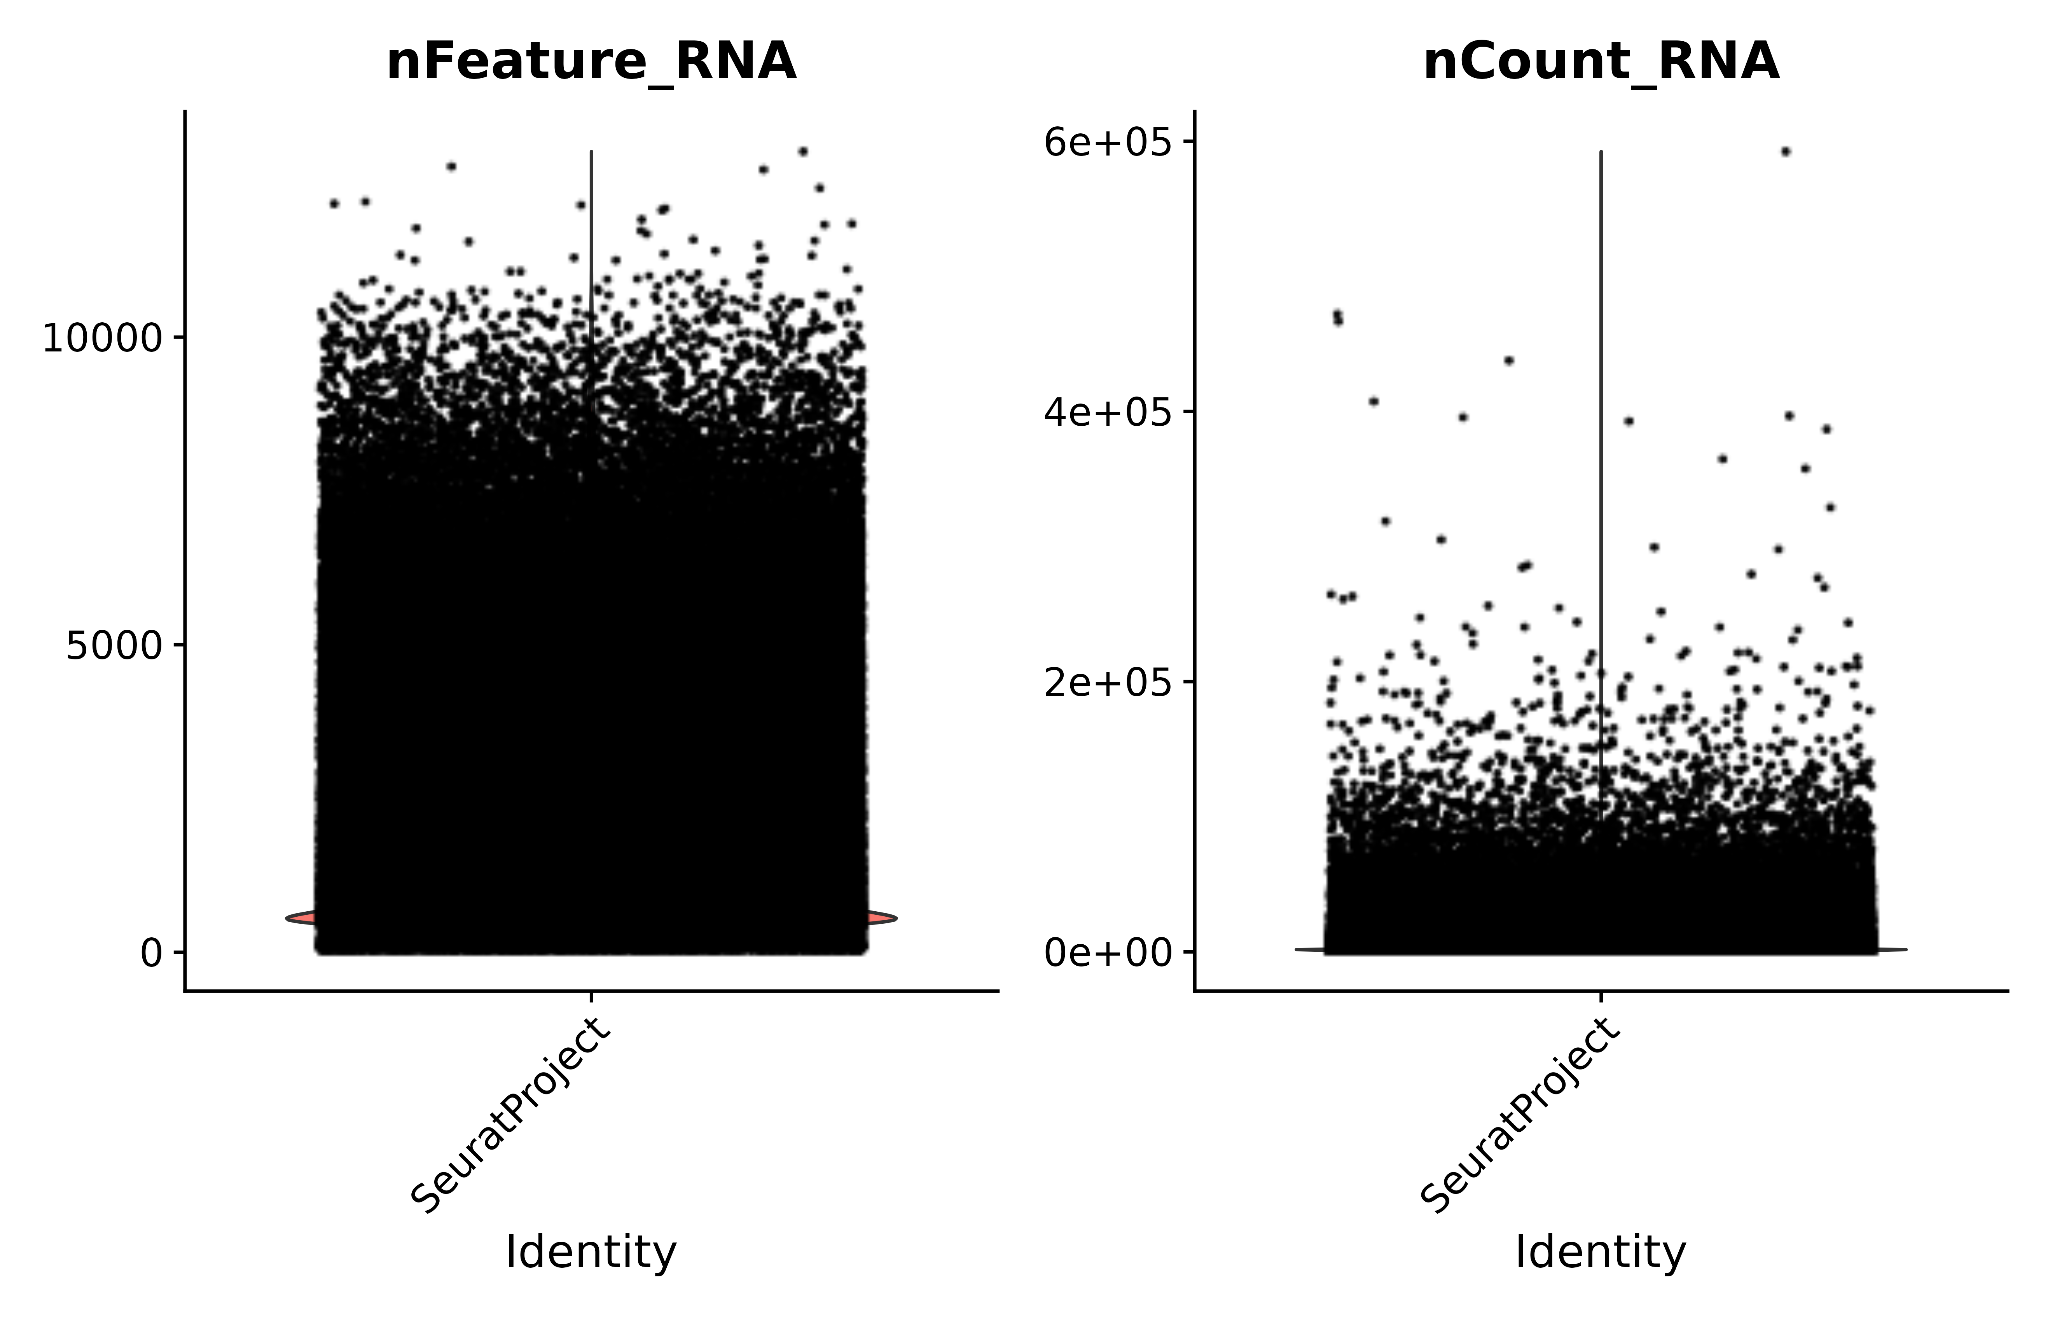 nFeature_RNA
10000
5000
0
SeuratProject
Identity
nCount_RNA
6e+05
4e+05
2e+05
0e+00
SeuratProject
Identity